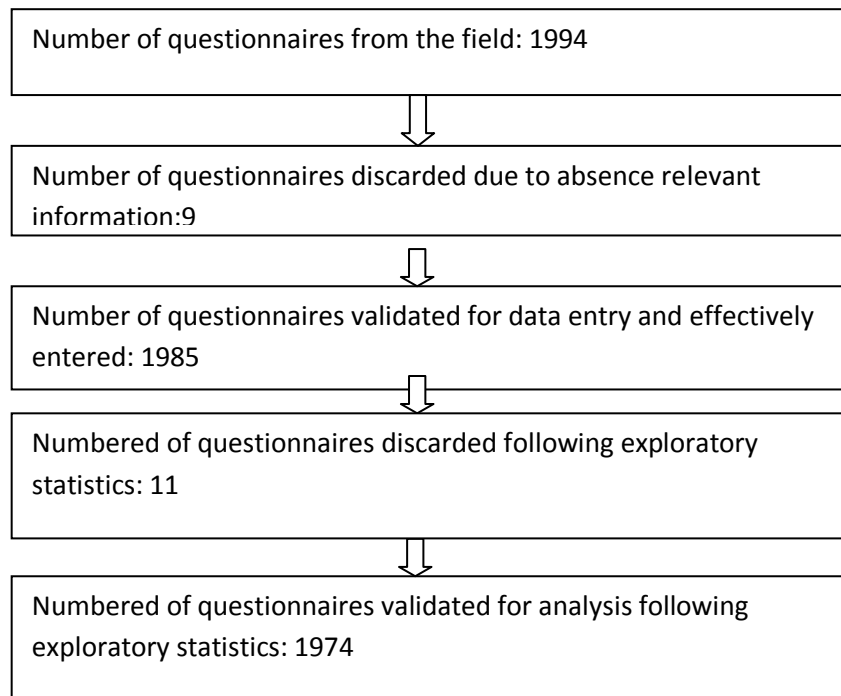 Number of questionnaires from the field: 1994
Number of questionnaires discarded due to absence relevant
information:9
Number of questionnaires validated for data entry and effectively
entered: 1985
Numbered of questionnaires discarded following exploratory
statistics: 11
Numbered of questionnaires validated for analysis following
exploratory statistics: 1974